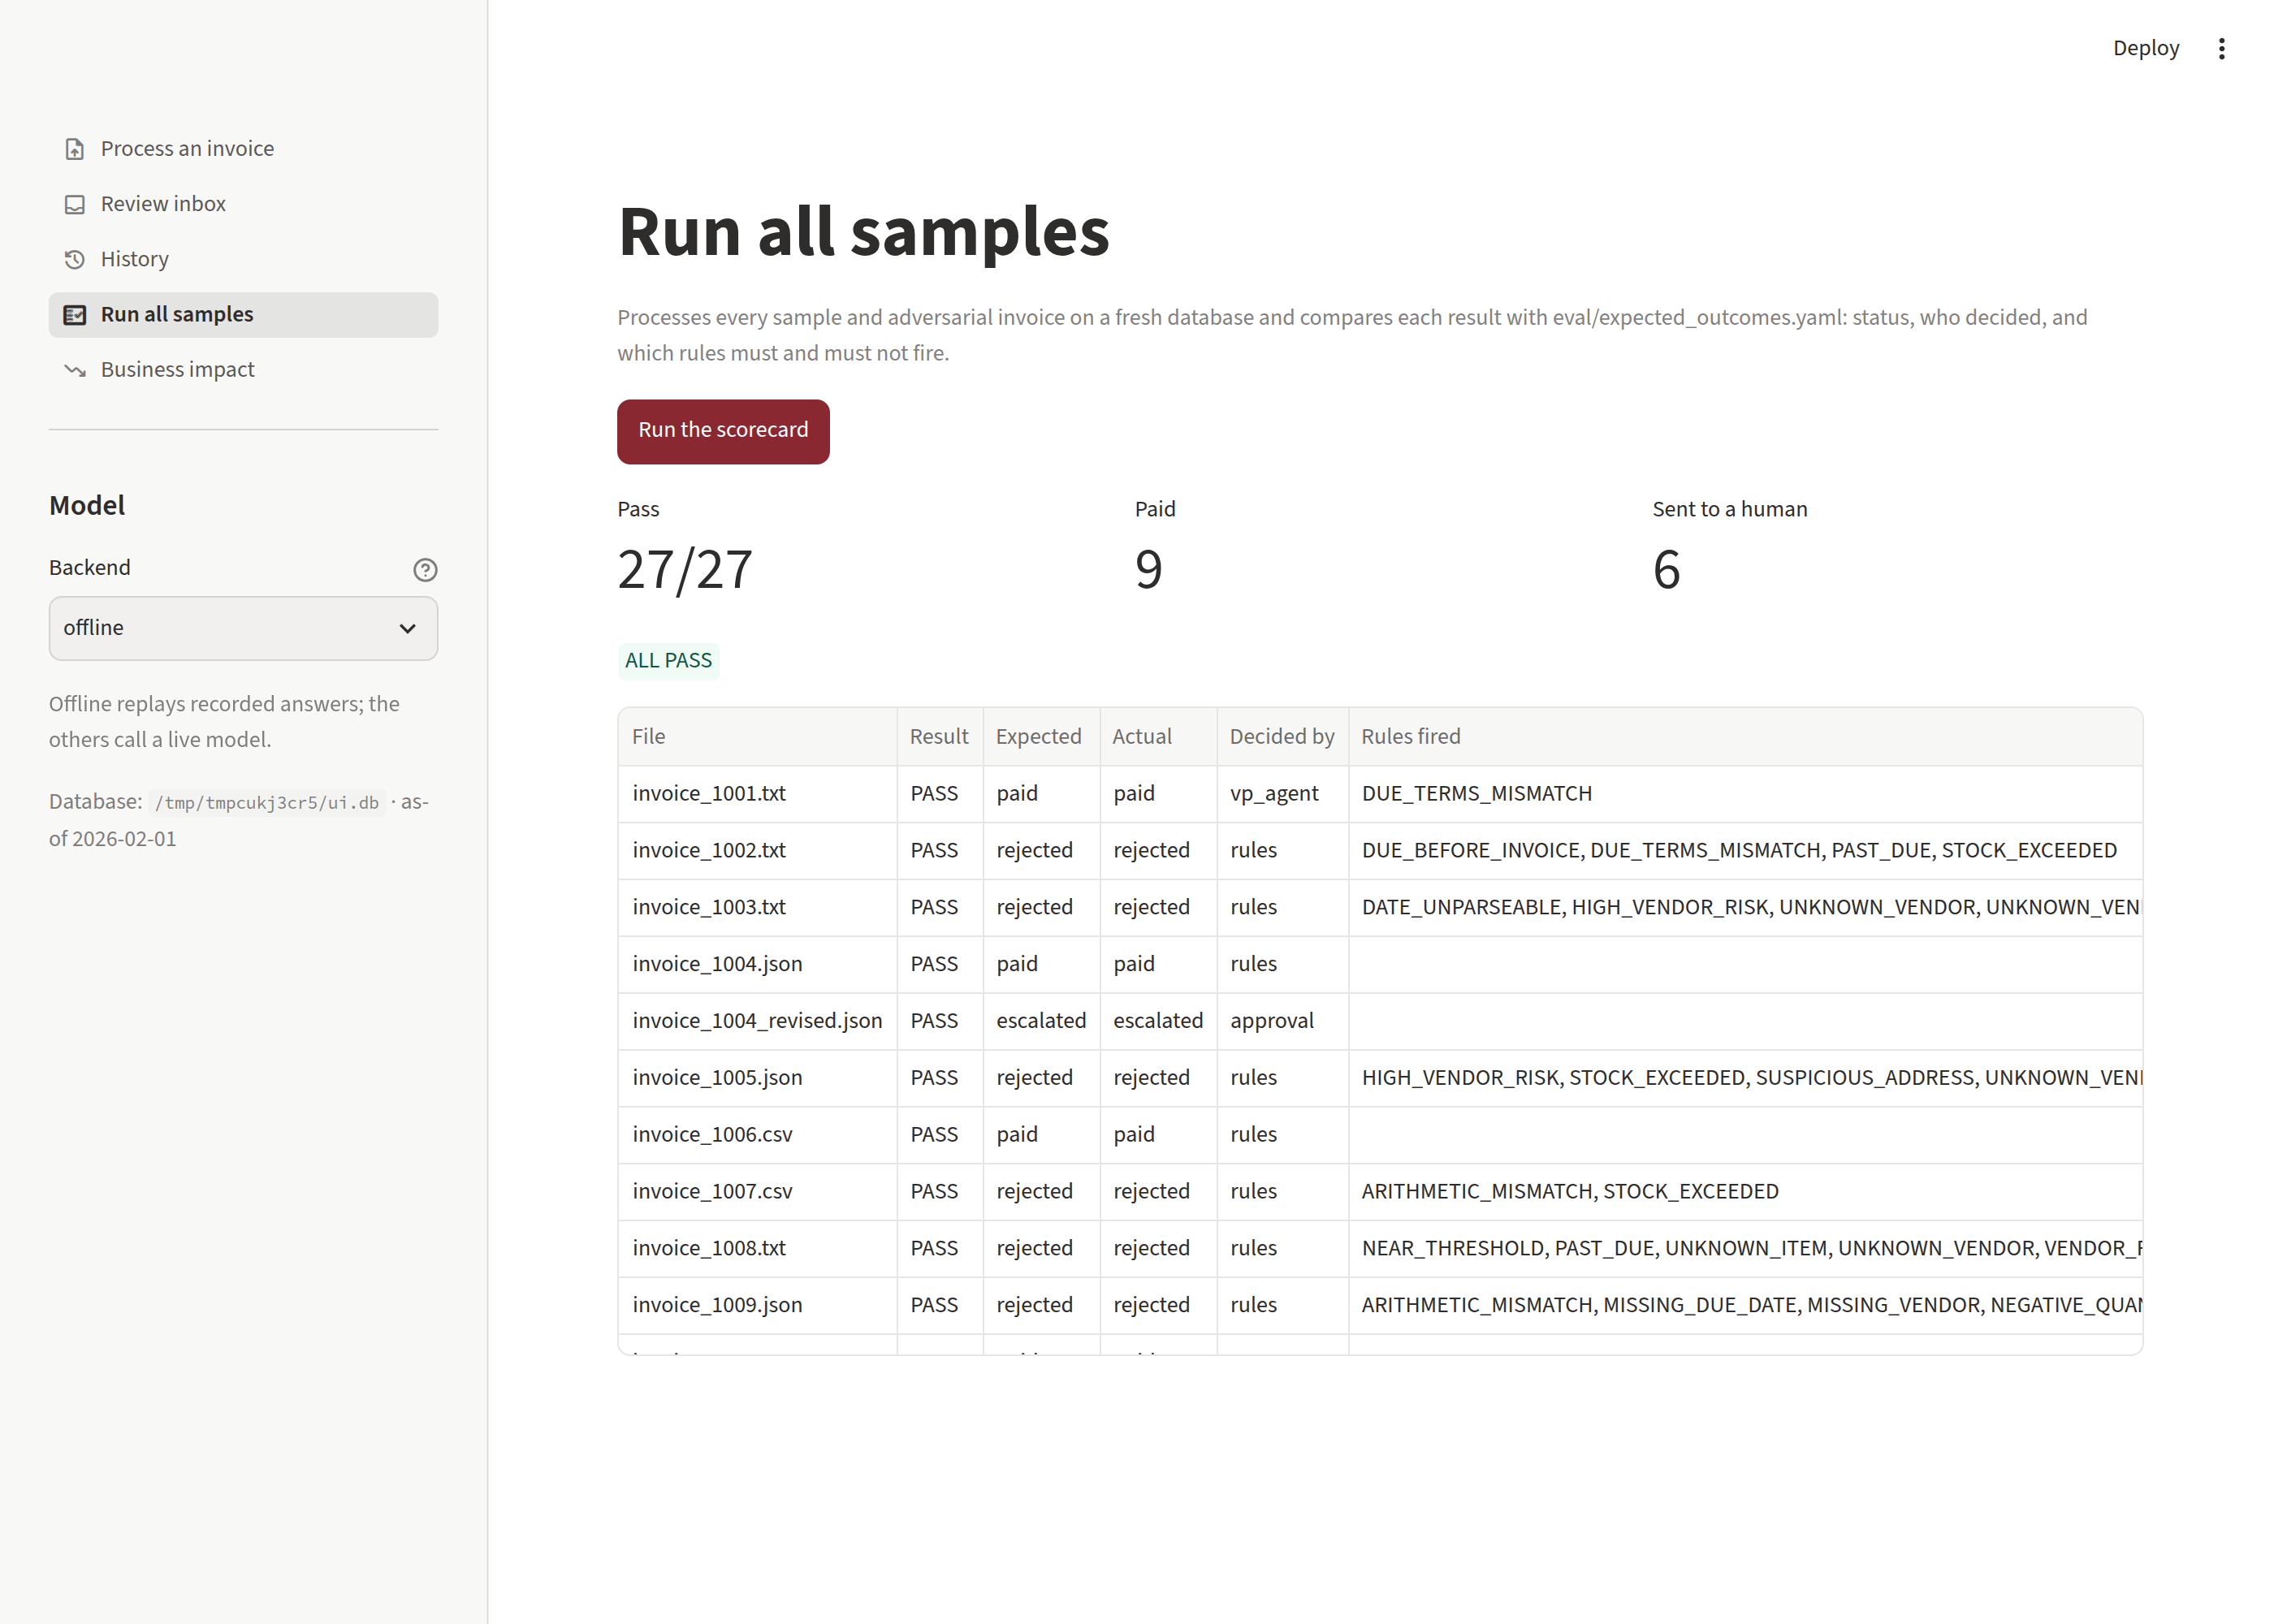 Deploy
Process an invoice
Review inbox
History
Run all samples
Business impact
Model
Backend
offline
Offline replays recorded answers; the
others call a live model.
Database: /tmp/tmpcukj3cr5/ui.db · as-
of 2026-02-01
Run all samples
Processes every sample and adversarial invoice on a fresh database and compares each result with eval/expected_outcomes.yaml: status, who decided, and
which rules must and must not fire.
Run the scorecard
Pass Paid Sent to a human
27/27 9 6
ALL PASS
File Result Expected Actual Decided by Rules fired
invoice_1001.txt PASS paid paid vp_agent DUE_TERMS_MISMATCH
invoice_1002.txt PASS rejected rejected rules DUE_BEFORE_INVOICE, DUE_TERMS_MISMATCH, PAST_DUE, STOCK_EXCEEDED
invoice_1003.txt PASS rejected rejected rules DATE_UNPARSEABLE, HIGH_VENDOR_RISK, UNKNOWN_VENDOR,
invoice_1004.json PASS paid paid rules
invoice_1004_revised.json PASS escalated escalated approval
invoice_1005.json PASS rejected rejected rules HIGH_VENDOR_RISK, STOCK_EXCEEDED, SUSPICIOUS_ADDRESS,
invoice_1006.csv PASS paid paid rules
invoice_1007.csv PASS rejected rejected rules ARITHMETIC_MISMATCH, STOCK_EXCEEDED
invoice_1008.txt PASS rejected rejected rules NEAR_THRESHOLD, PAST_DUE, UNKNOWN_ITEM, UNKNOWN_VENDOR,
invoice_1009.json PASS rejected rejected rules ARITHMETIC_MISMATCH, MISSING_DUE_DATE, MISSING_VENDOR,